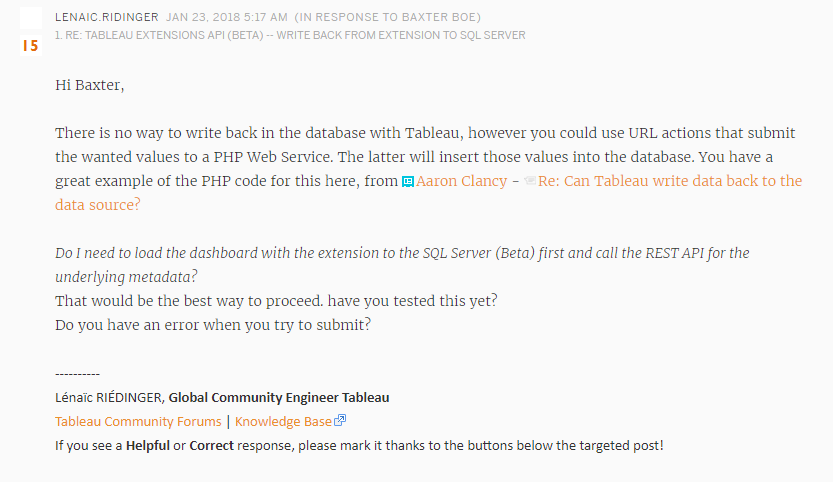 LENAIC.RIDINGER JAN 23, 2018 5:17 AM (IN RESPONSE TO BAXTER BOE)
15
1. RE: TABLEAU EXTENSIONS API (BETA) -- WRITE BACK FROM EXTENSION TO SQL SERVER
Hi Baxter,
There is no way to write back in the database with Tableau, however you could use URL actions that submit
the wanted values to a PHP Web Service. The latter will insert those values into the database. You have a
great example of the PHP code for this here, from Aaron Clancy - Re: Can Tableau write data back to the
data source?
Do I need to load the dashboard with the extension to the SQL Server (Beta) first and call the REST API for the
underlying metadata?
That would be the best way to proceed. have you tested this yet?
Do you have an error when you try to submit?
----------
Lénaïc RIÉDINGER, Global Community Engineer Tableau
Tableau Community Forums | Knowledge Base
If you see a Helpful or Correct response, please mark it thanks to the buttons below the targeted post!